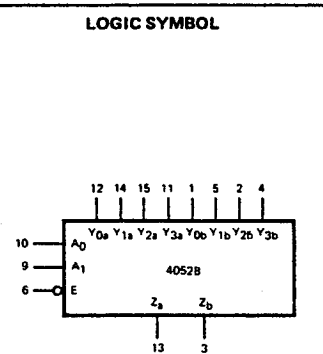 LOGIC SYMBOL
12 14 15 11 1 5 2 4
Y0a Y1a Y2a Y3a Y0b Y1b Y2b Y3b
10 A0
9 A1
4052B
6 E
Za Zb
13 3